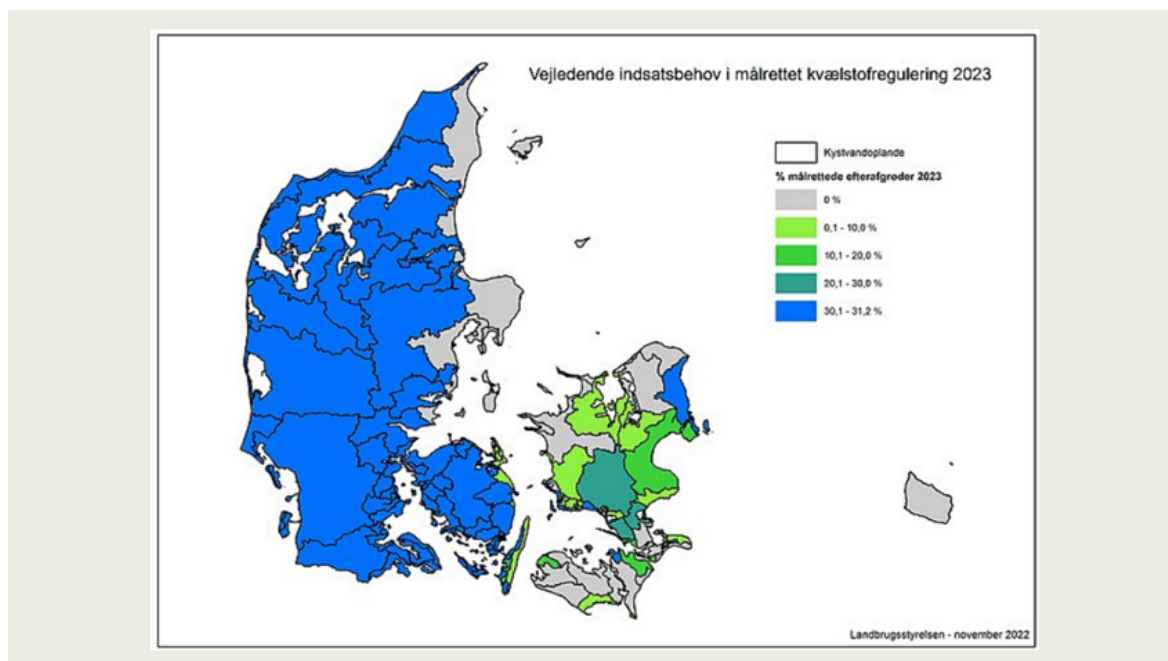 Vejledende indsatsbehov i målrettet kvælstofregulering 2023
Kystvandoplande
% målrettede efterafgrøder 2023
0 %
0,1 - 10,0 %
10,1 - 20,0 %
20,1 - 30,0 %
30,1 - 31,2 %
Landbrugsstyrelsen - november 2022